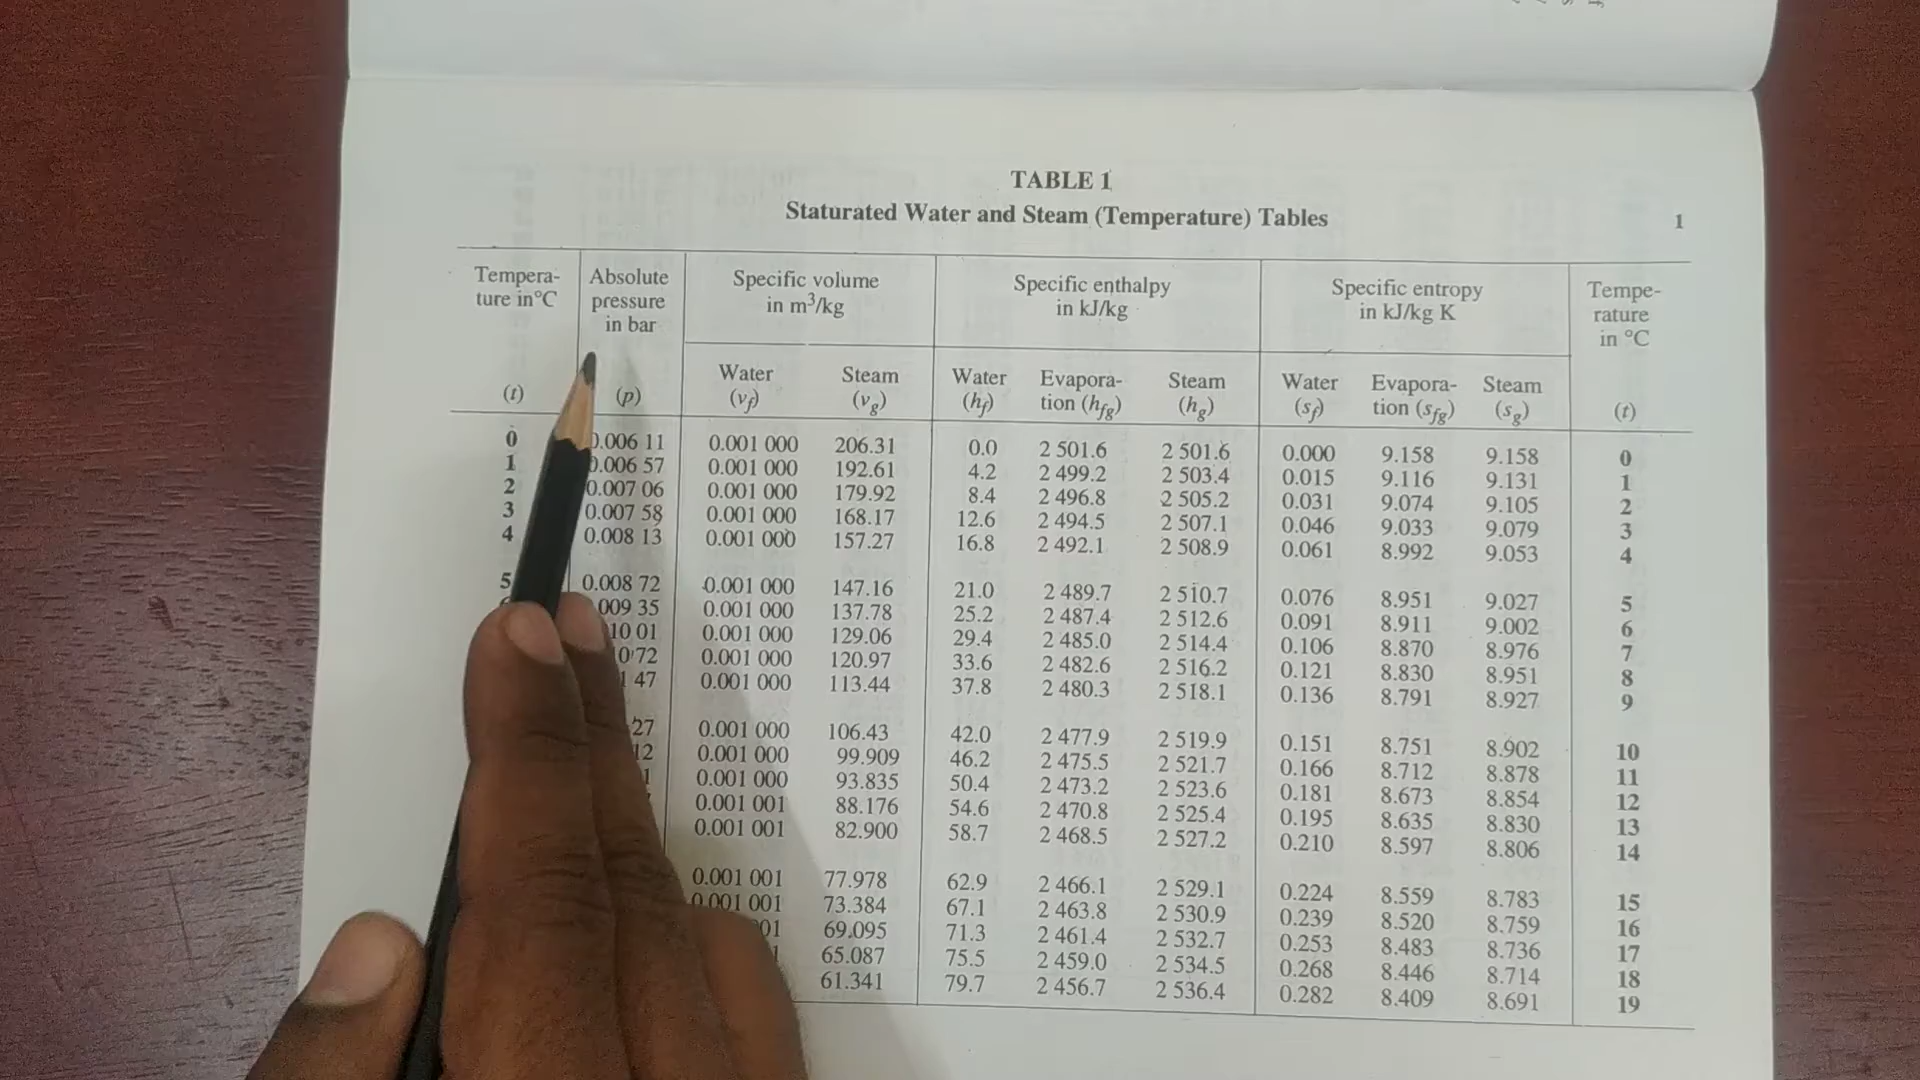 TABLE 1
Staturated Water and Steam (Temperature) Tables
1
Tempera- Absolute Specific volume Specific enthalpy Specific entropy Tempe-
ture in°C pressure in m³/kg in kJ/kg in kJ/kg K rature
in bar in °C
Water Steam Water Evapora- Steam Water Evapora- Steam
(t) (p) (vf) (vg) (hf) tion (hfg) (hg) (sf) tion (sfg) (sg) (t)
0 0.006 11 0.001 000 206.31 0.0 2 501.6 2 501.6 0.000 9.158 9.158 0
1 0.006 57 0.001 000 192.61 4.2 2 499.2 2 503.4 0.015 9.116 9.131 1
2 0.007 06 0.001 000 179.92 8.4 2 496.8 2 505.2 0.031 9.074 9.105 2
3 0.007 58 0.001 000 168.17 12.6 2 494.5 2 507.1 0.046 9.033 9.079 3
4 0.008 13 0.001 000 157.27 16.8 2 492.1 2 508.9 0.061 8.992 9.053 4
5 0.008 72 0.001 000 147.16 21.0 2 489.7 2 510.7 0.076 8.951 9.027 5
009 35 0.001 000 137.78 25.2 2 487.4 2 512.6 0.091 8.911 9.002 6
10 01 0.001 000 129.06 29.4 2 485.0 2 514.4 0.106 8.870 8.976 7
0 72 0.001 000 120.97 33.6 2 482.6 2 516.2 0.121 8.830 8.951 8
47 0.001 000 113.44 37.8 2 480.3 2 518.1 0.136 8.791 8.927 9
27 0.001 000 106.43 42.0 2 477.9 2 519.9 0.151 8.751 8.902 10
12 0.001 000 99.909 46.2 2 475.5 2 521.7 0.166 8.712 8.878 11
1 0.001 000 93.835 50.4 2 473.2 2 523.6 0.181 8.673 8.854 12
0.001 001 88.176 54.6 2 470.8 2 525.4 0.195 8.635 8.830 13
0.001 001 82.900 58.7 2 468.5 2 527.2 0.210 8.597 8.806 14
0.001 001 77.978 62.9 2 466.1 2 529.1 0.224 8.559 8.783 15
0.001 001 73.384 67.1 2 463.8 2 530.9 0.239 8.520 8.759 16
01 69.095 71.3 2 461.4 2 532.7 0.253 8.483 8.736 17
65.087 75.5 2 459.0 2 534.5 0.268 8.446 8.714 18
61.341 79.7 2 456.7 2 536.4 0.282 8.409 8.691 19